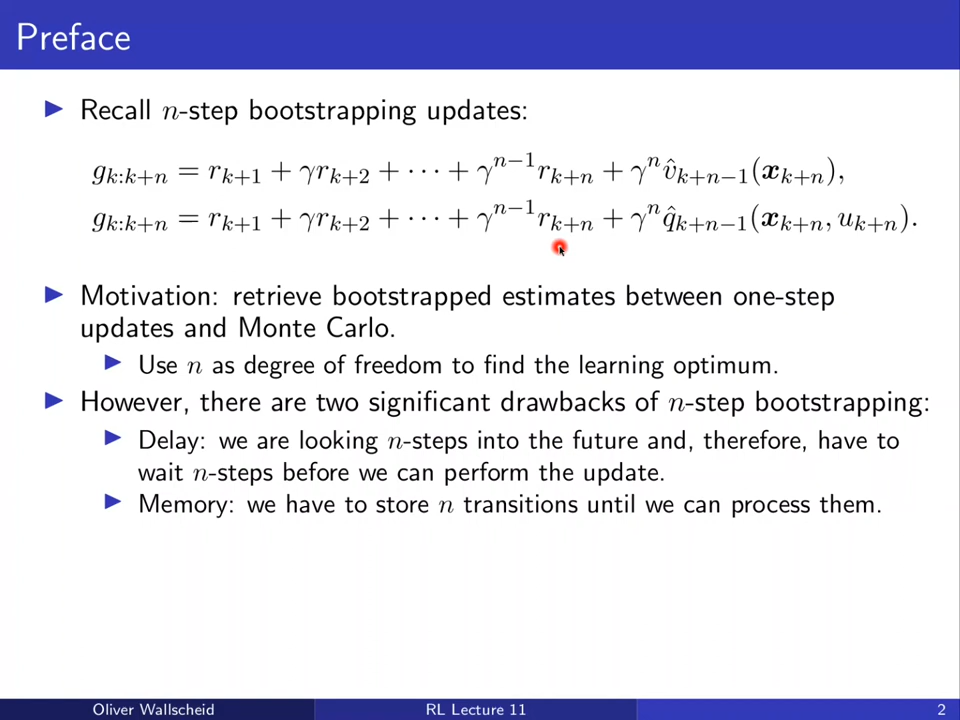 Preface
Recall n-step bootstrapping updates:
g_{k:k+n} = r_{k+1} + γr_{k+2} + ··· + γ^{n−1}r_{k+n} + γ^n v̂_{k+n−1}(x_{k+n}),
g_{k:k+n} = r_{k+1} + γr_{k+2} + ··· + γ^{n−1}r_{k+n} + γ^n q̂_{k+n−1}(x_{k+n}, u_{k+n}).
Motivation: retrieve bootstrapped estimates between one-step
updates and Monte Carlo.
Use n as degree of freedom to find the learning optimum.
However, there are two significant drawbacks of n-step bootstrapping:
Delay: we are looking n-steps into the future and, therefore, have to
wait n-steps before we can perform the update.
Memory: we have to store n transitions until we can process them.
Oliver Wallscheid RL Lecture 11 2